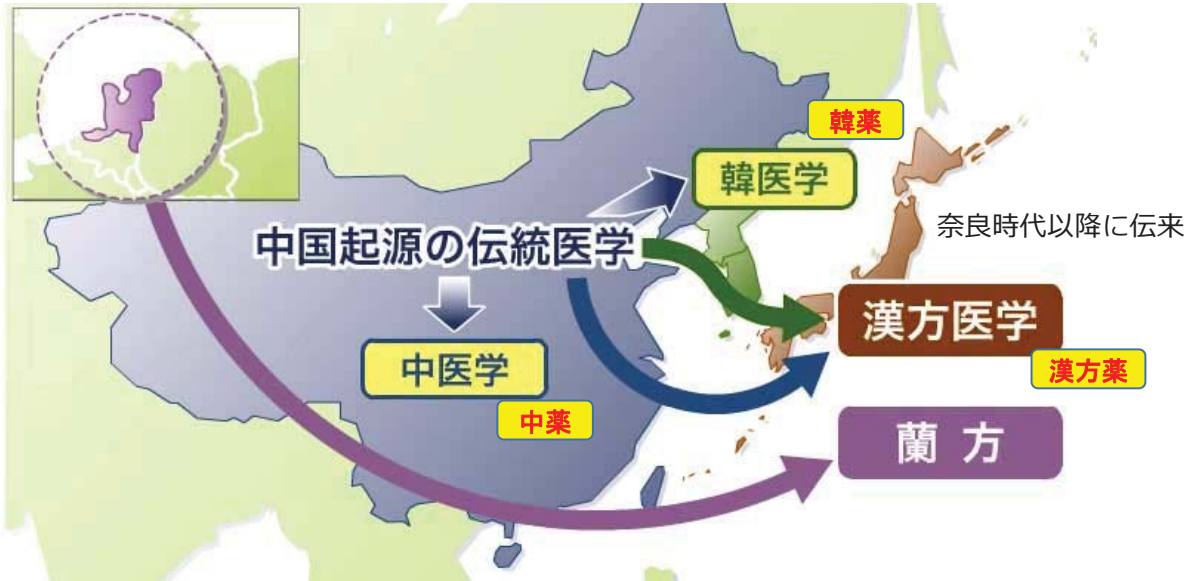 韓薬
韓医学
奈良時代以降に伝来
中国起源の伝統医学
漢方医学
中医学
漢方薬
中薬
蘭方